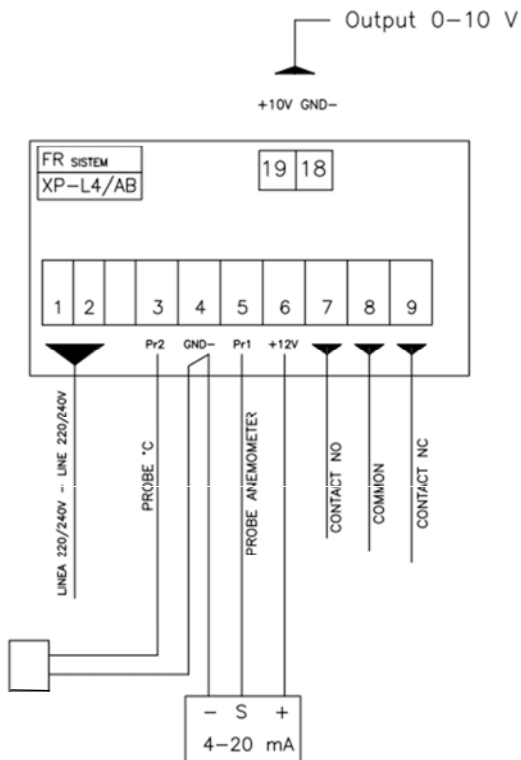 Output 0-10 V
+10V GND-
FR SISTEM
XP-L4/AB
19 18
1 2 3 4 5 6 7 8 9
Pr2 GND- Pr1 +12V
LINEA 220/240V - LINE 220/240V
PROBE °C
PROBE ANEMOMETER
CONTACT NO
COMMON
CONTACT NC
- S +
4-20 mA